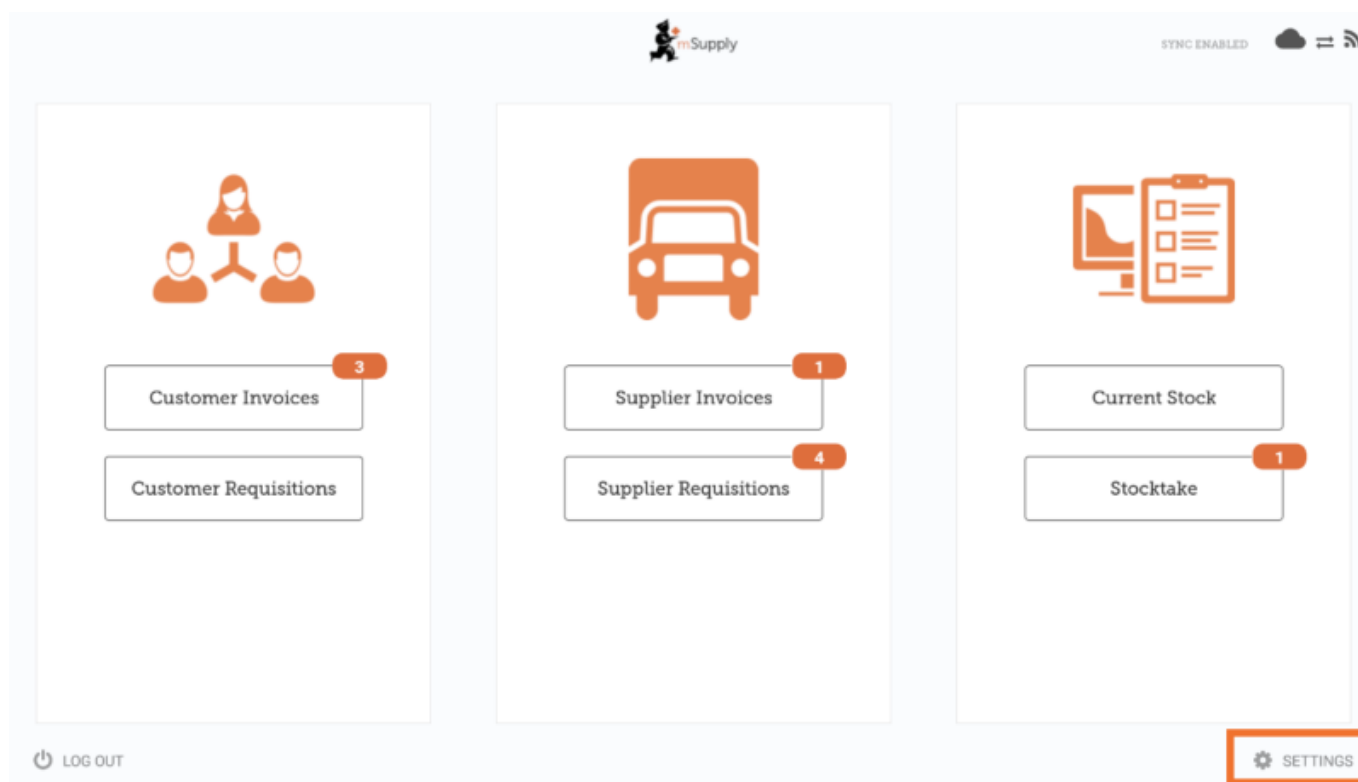 mSupply
SYNC ENABLED
3
Customer Invoices
Customer Requisitions
1
Supplier Invoices
4
Supplier Requisitions
Current Stock
1
Stocktake
LOG OUT
SETTINGS